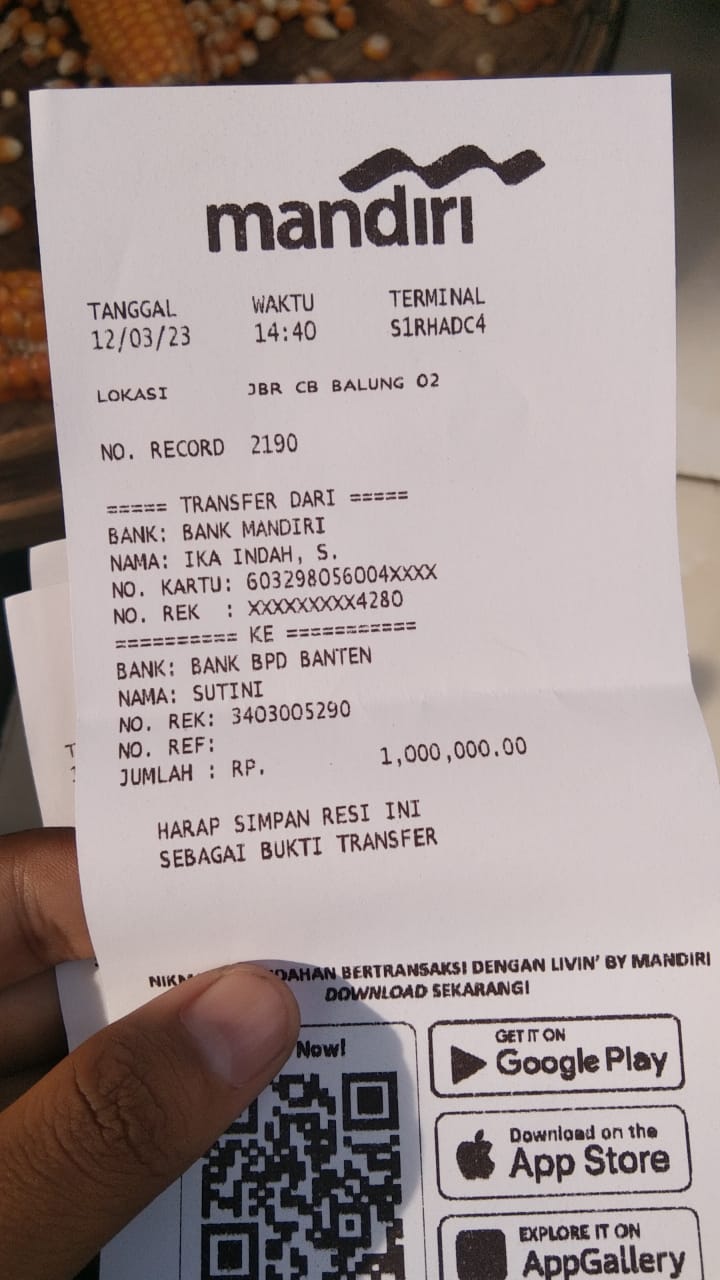 mandiri
TANGGAL WAKTU TERMINAL
12/03/23 14:40 S1RHADC4
LOKASI JBR CB BALUNG 02
NO. RECORD 2190
===== TRANSFER DARI =====
BANK: BANK MANDIRI
NAMA: IKA INDAH, S.
NO. KARTU: 603298056004XXXX
NO. REK : XXXXXXXXX4280
========== KE ===========
BANK: BANK BPD BANTEN
NAMA: SUTINI
NO. REK: 3403005290
NO. REF:
JUMLAH : RP. 1,000,000.00
HARAP SIMPAN RESI INI
SEBAGAI BUKTI TRANSFER
BERTRANSAKSI DENGAN LIVIN' BY MANDIRI
DOWNLOAD SEKARANG!
Now!
GET IT ON
Google Play
Download on the
App Store
EXPLORE IT ON
AppGallery